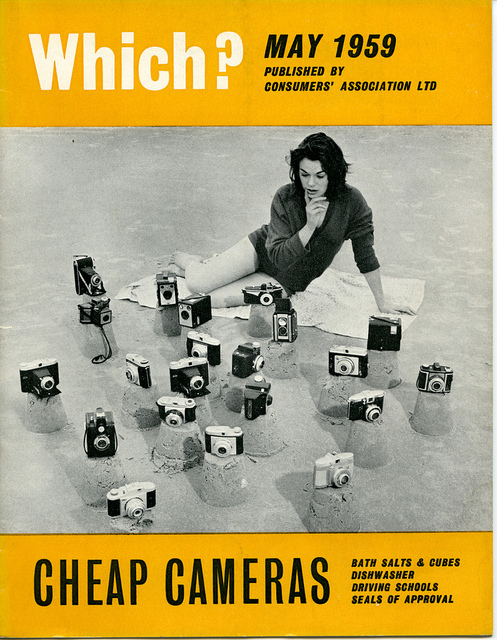 Which?
MAY 1959
PUBLISHED BY
CONSUMERS' ASSOCIATION LTD
CHEAP CAMERAS
BATH SALTS & CUBES
DISHWASHER
DRIVING SCHOOLS
SEALS OF APPROVAL